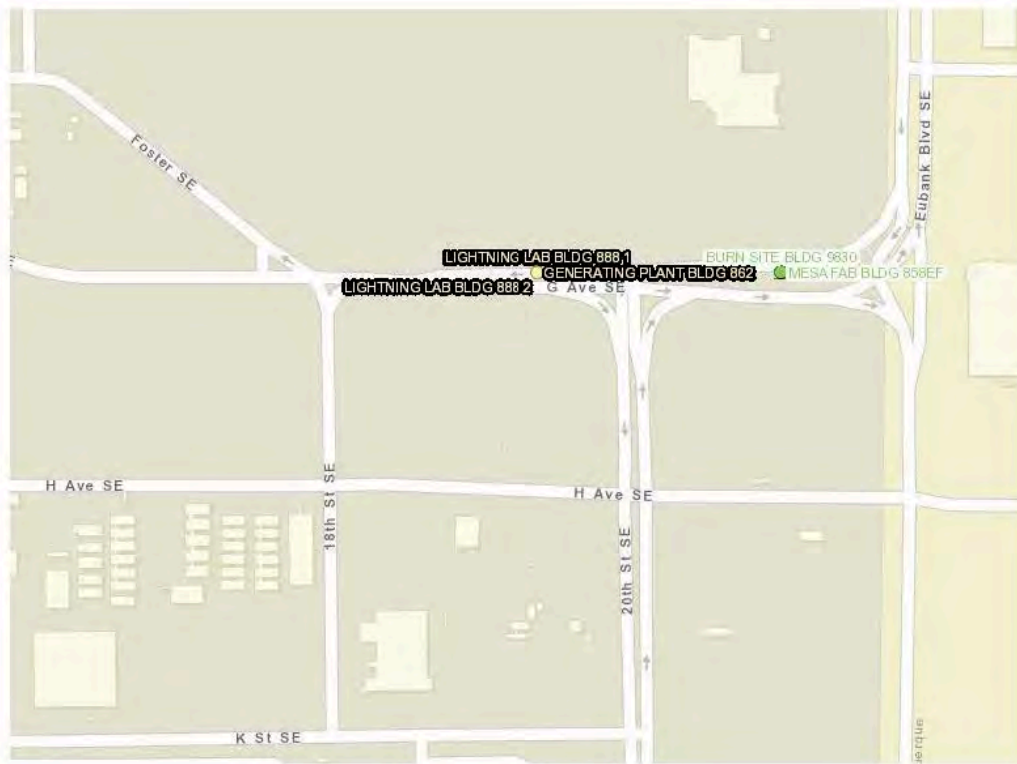 Foster SE
Eubank Blvd SE
LIGHTNING LAB BLDG 888 1
BURN SITE BLDG 9830
GENERATING PLANT BLDG 862
MESA FAB BLDG 858EF
LIGHTNING LAB BLDG 888 2
G Ave SE
H Ave SE
H Ave SE
18th St SE
20th St SE
K St SE
uerque